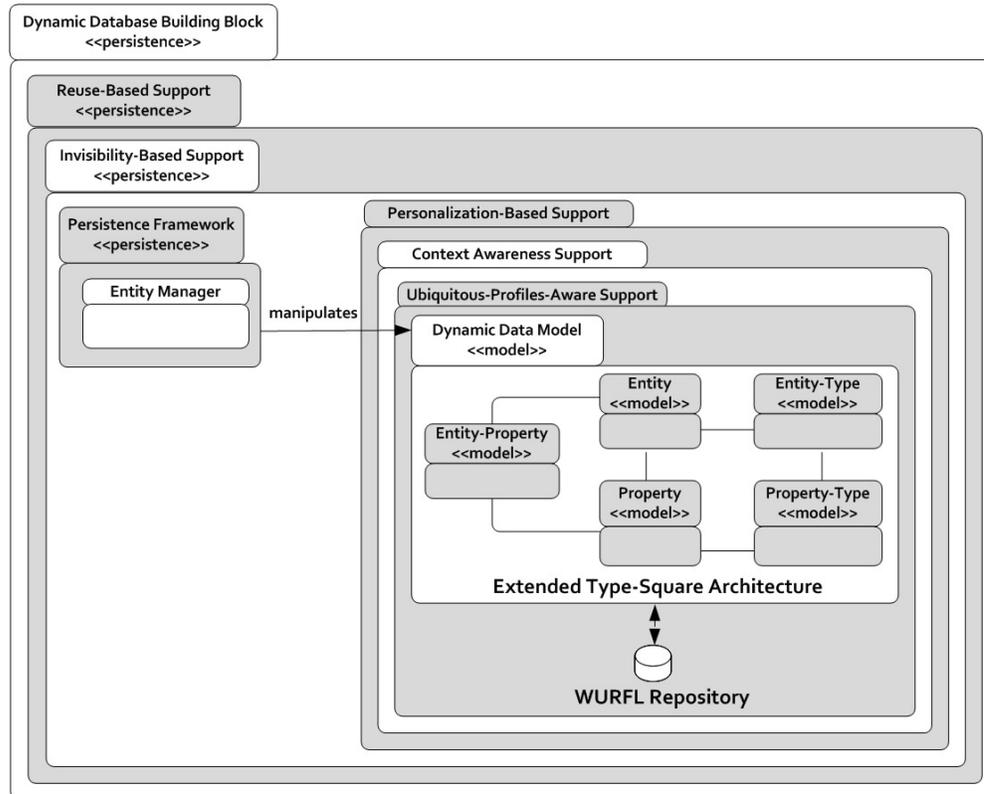 Dynamic Database Building Block
<<persistence>>
Reuse-Based Support
<<persistence>>
Invisibility-Based Support
<<persistence>>
Persistence Framework
<<persistence>>
Entity Manager
manipulates
Personalization-Based Support
Context Awareness Support
Ubiquitous-Profiles-Aware Support
Dynamic Data Model
<<model>>
Entity
<<model>>
Entity-Type
<<model>>
Entity-Property
<<model>>
Property
<<model>>
Property-Type
<<model>>
Extended Type-Square Architecture
WURFL Repository